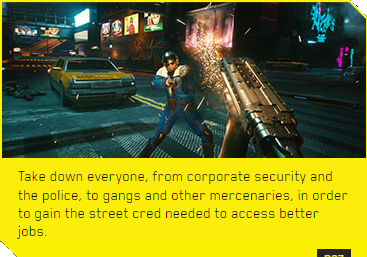 Take down everyone, from corporate security and
the police, to gangs and other mercenaries, in order
to gain the street cred needed to access better
jobs.